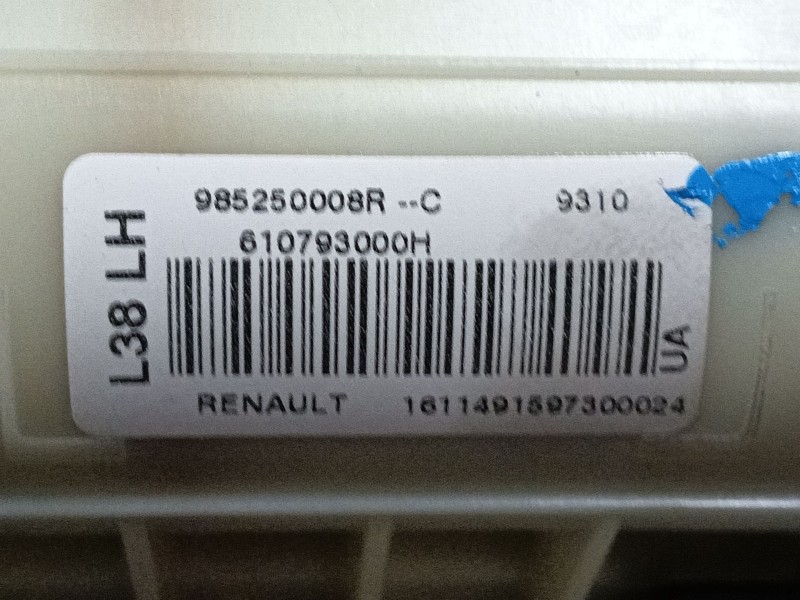 L38 LH
985250008R --C 9310
610793000H
UA
RENAULT 1611491597300024